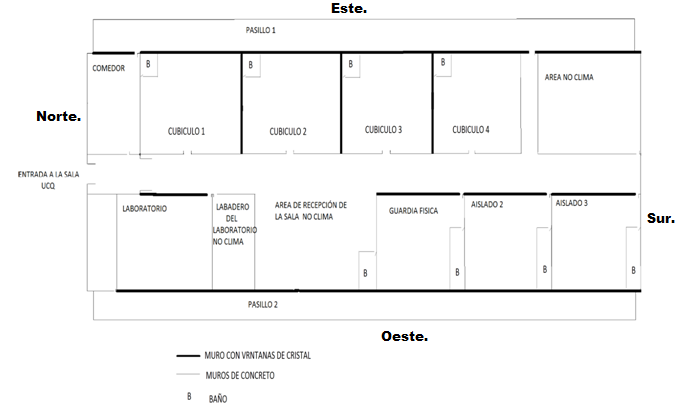 Este.
PASILLO 1
COMEDOR
B
B
B
B
AREA NO CLIMA
Norte.
CUBICULO 1
CUBICULO 2
CUBICULO 3
CUBICULO 4
ENTRADA A LA SALA
UCQ
LABORATORIO
LABADERO
DEL
LABORATORIO
NO CLIMA
AREA DE RECEPCIÓN DE
LA SALA NO CLIMA
GUARDIA FISICA
AISLADO 2
AISLADO 3
Sur.
B
B
B
B
PASILLO 2
Oeste.
MURO CON VRNTANAS DE CRISTAL
MUROS DE CONCRETO
B
BAÑO